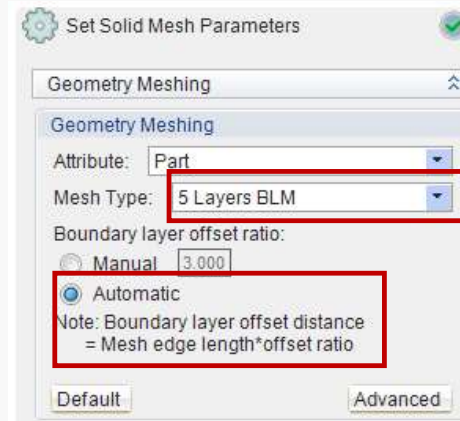 Set Solid Mesh Parameters
Geometry Meshing
Geometry Meshing
Attribute: Part
Mesh Type: 5 Layers BLM
Boundary layer offset ratio:
Manual 3.000
Automatic
Note: Boundary layer offset distance
= Mesh edge length*offset ratio
Default Advanced